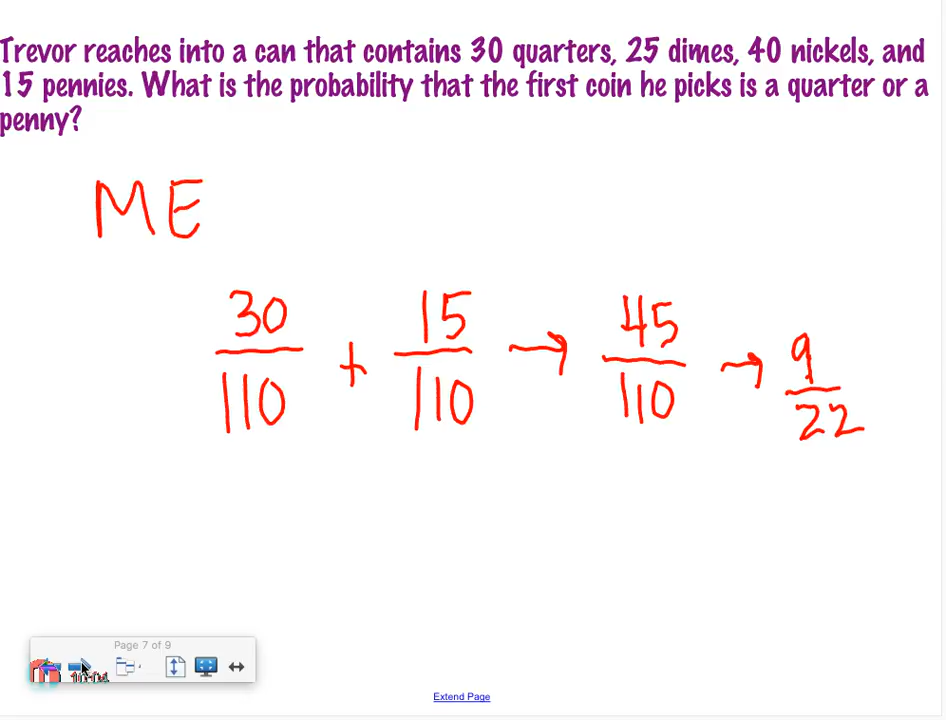 Trevor reaches into a can that contains 30 quarters, 25 dimes, 40 nickels, and
15 pennies. What is the probability that the first coin he picks is a quarter or a
penny?
ME
30/110 + 15/110 → 45/110 → 9/22
Page 7 of 9
Extend Page